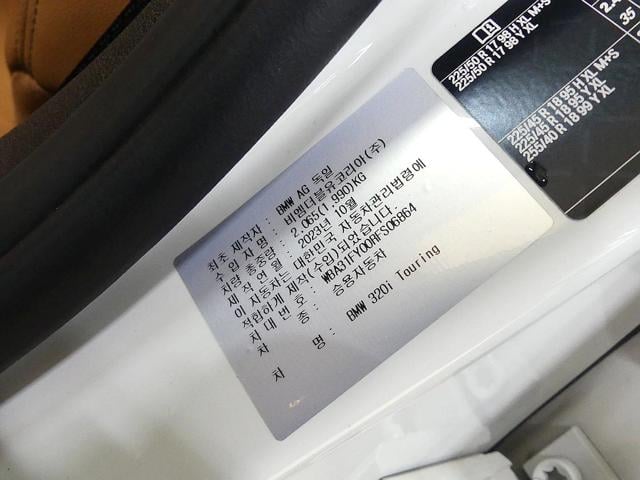 최초 제작자 : BMW AG 독일
수 입 자 명 : 비엠더블유코리아(주)
차량 총중량 : 2,065(1,990)KG
제 작 연 월 : 2023년 10월
이 자동차는 대한민국 자동차관리법령에
적합하게 제작(수입)되었습니다.
차 대 번 호 : WBA31FY00RFS06864
차 종 : 승용자동차
차 명 : BMW 320i Touring
225/50 R 17 98 H XL M+S
225/50 R 17 98 Y XL
225/45 R 18 95 H XL M+S
225/45 R 18 95 Y XL
255/40 R 18 99 Y XL
35